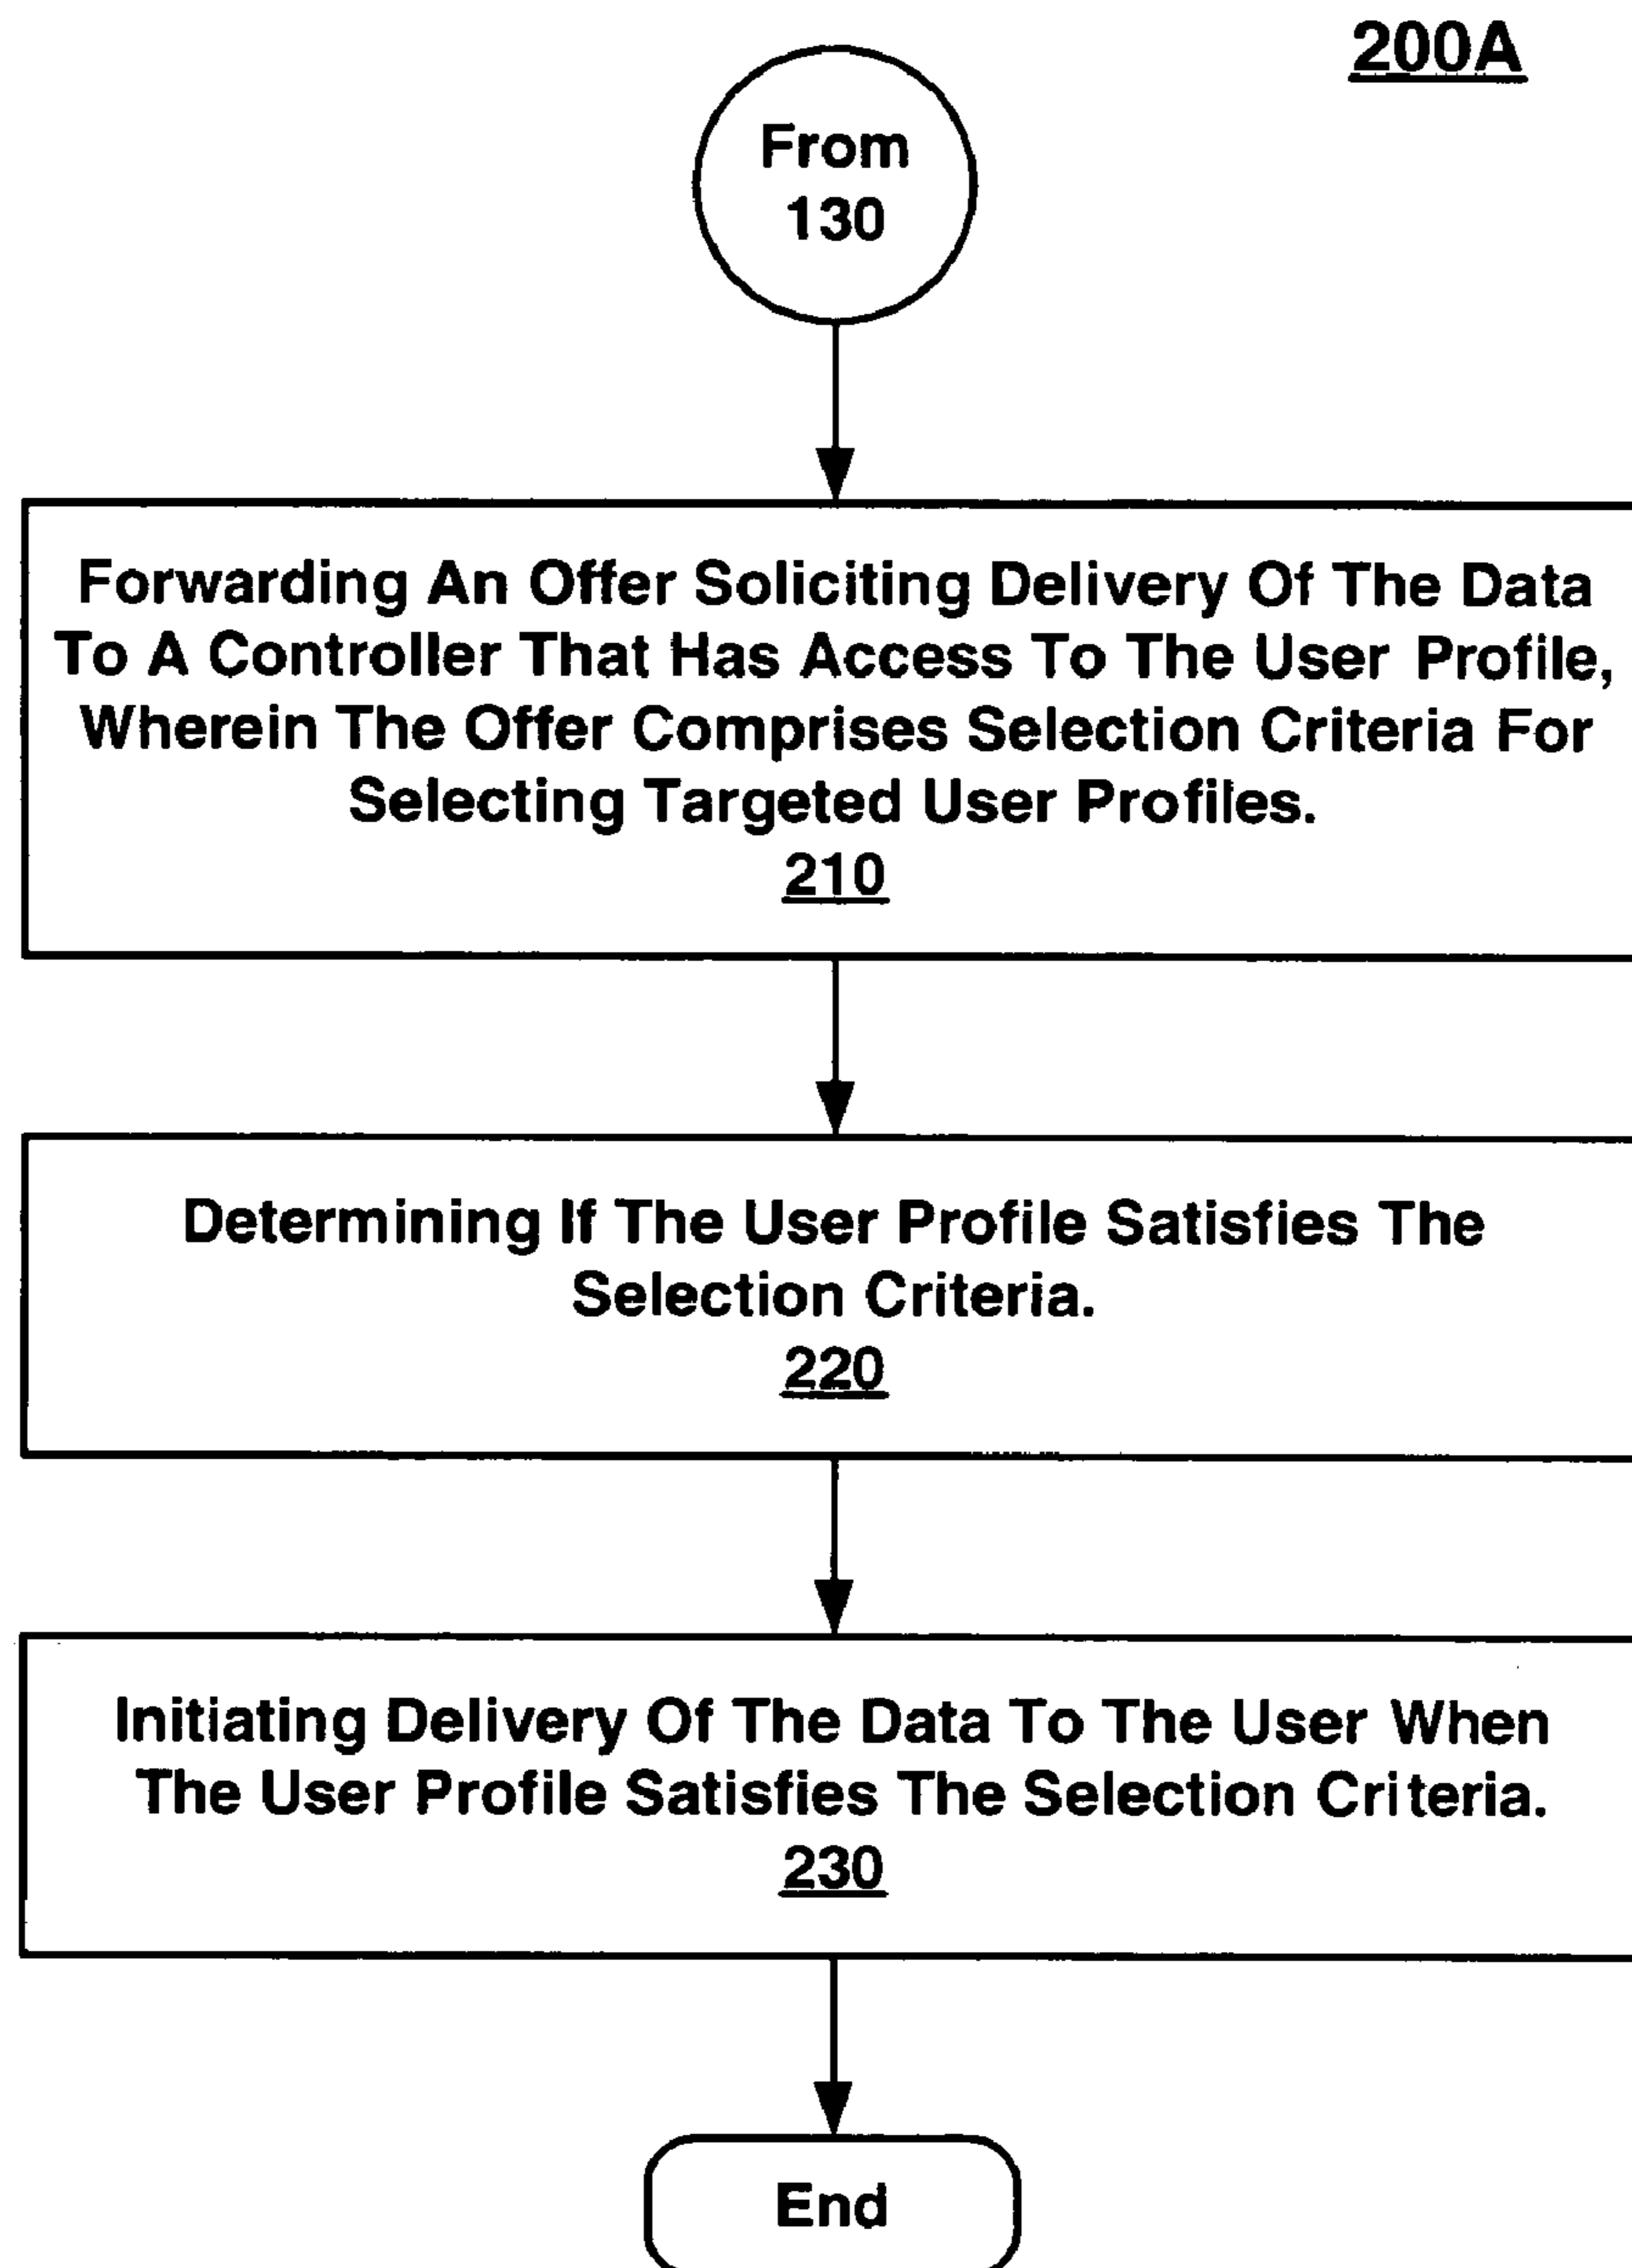 200A
From
130
Forwarding An Offer Soliciting Delivery Of The Data
To A Controller That Has Access To The User Profile,
Wherein The Offer Comprises Selection Criteria For
Selecting Targeted User Profiles.
210
Determining If The User Profile Satisfies The
Selection Criteria.
220
Initiating Delivery Of The Data To The User When
The User Profile Satisfies The Selection Criteria.
230
End